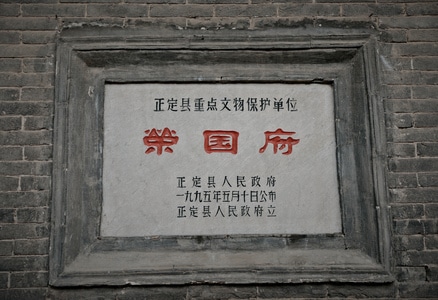 正定县重点文物保护单位
荣国府
正定县人民政府
一九九五年五月十日公布
正定县人民政府立